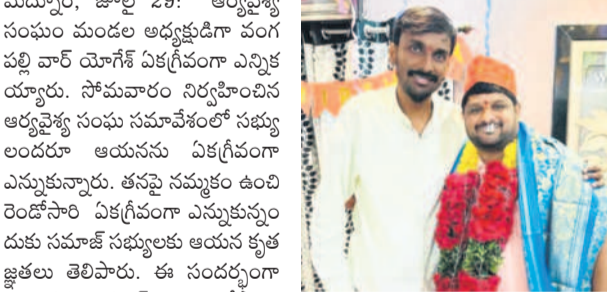 మద్నూర్, జూలై 29: ఆర్యవైశ్య
సంఘం మండల అధ్యక్షుడిగా వంగ
పల్లి వార్ యోగేశ్ ఏకగ్రీవంగా ఎన్నిక
య్యారు. సోమవారం నిర్వహించిన
ఆర్యవైశ్య సంఘ సమావేశంలో సభ్యు
లందరూ ఆయనను ఏకగ్రీవంగా
ఎన్నుకున్నారు. తనపై నమ్మకం ఉంచి
రెండోసారి ఏకగ్రీవంగా ఎన్నుకున్నం
దుకు సమాజ్ సభ్యులకు ఆయన కృత
జ్ఞతలు తెలిపారు. ఈ సందర్భంగా